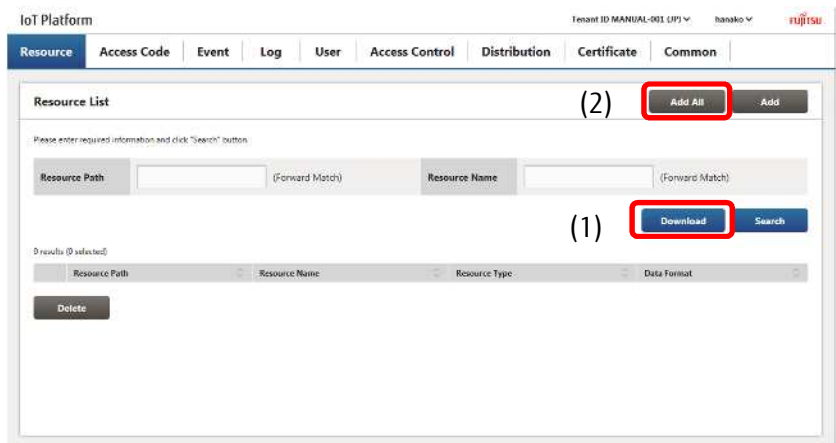 IoT Platform Tenant ID MANUAL-001 (JP) hanako FUJITSU
Resource Access Code Event Log User Access Control Distribution Certificate Common
Resource List (2) Add All Add
Please enter required information and click "Search" button.
Resource Path (Forward Match) Resource Name (Forward Match)
(1) Download Search
0 results (0 selected)
Resource Path Resource Name Resource Type Data Format
Delete